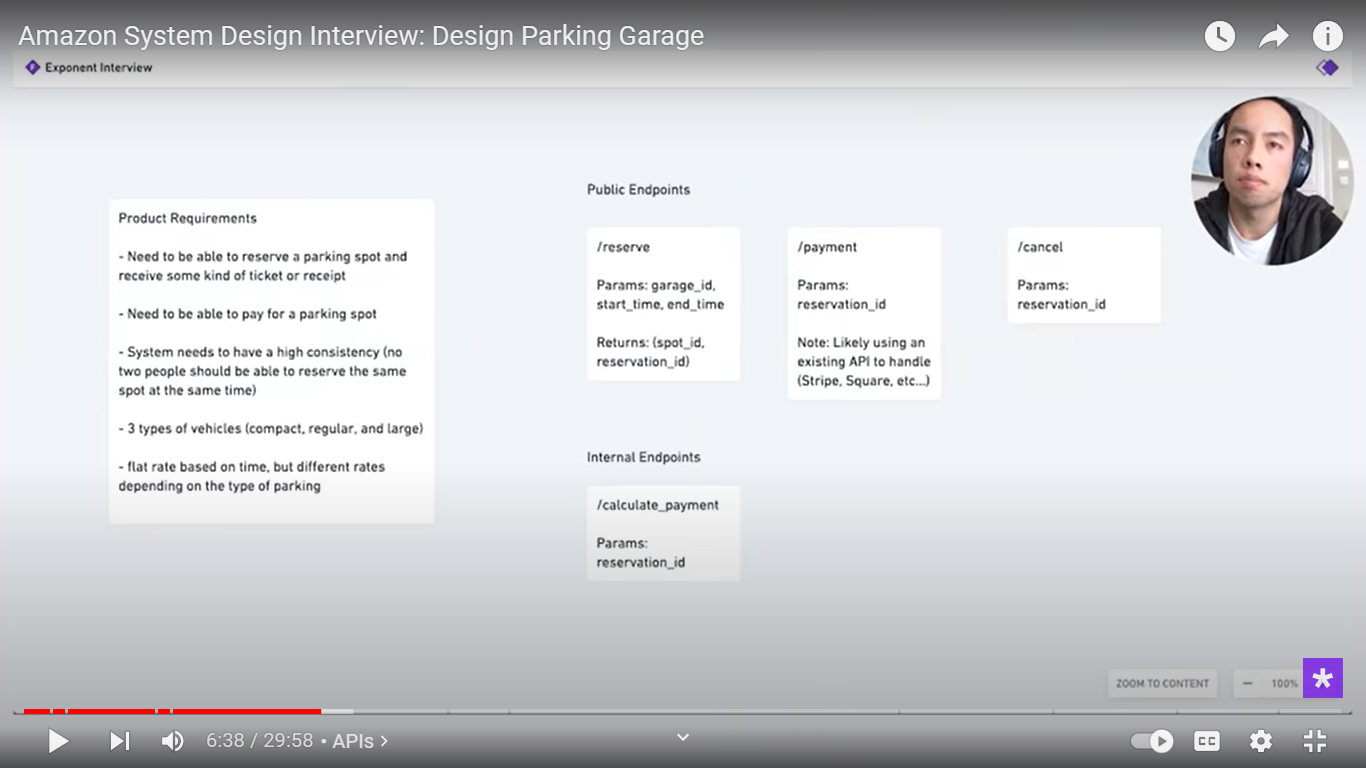 Amazon System Design Interview: Design Parking Garage
Exponent Interview
Product Requirements
- Need to be able to reserve a parking spot and
receive some kind of ticket or receipt
- Need to be able to pay for a parking spot
- System needs to have a high consistency (no
two people should be able to reserve the same
spot at the same time)
- 3 types of vehicles (compact, regular, and large)
- flat rate based on time, but different rates
depending on the type of parking
Public Endpoints
/reserve
Params: garage_id,
start_time, end_time
Returns: (spot_id,
reservation_id)
/payment
Params:
reservation_id
Note: Likely using an
existing API to handle
(Stripe, Square, etc...)
/cancel
Params:
reservation_id
Internal Endpoints
/calculate_payment
Params:
reservation_id
ZOOM TO CONTENT
— 100%
6:38 / 29:58 • APIs >
CC